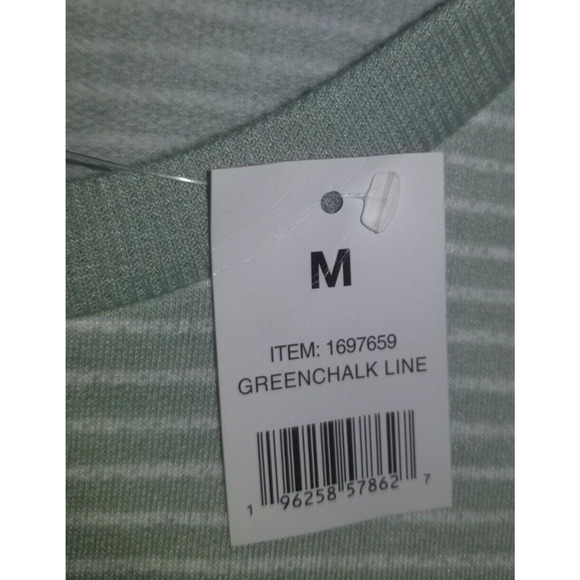 M
ITEM: 1697659
GREENCHALK LINE
1 96258 57862 7